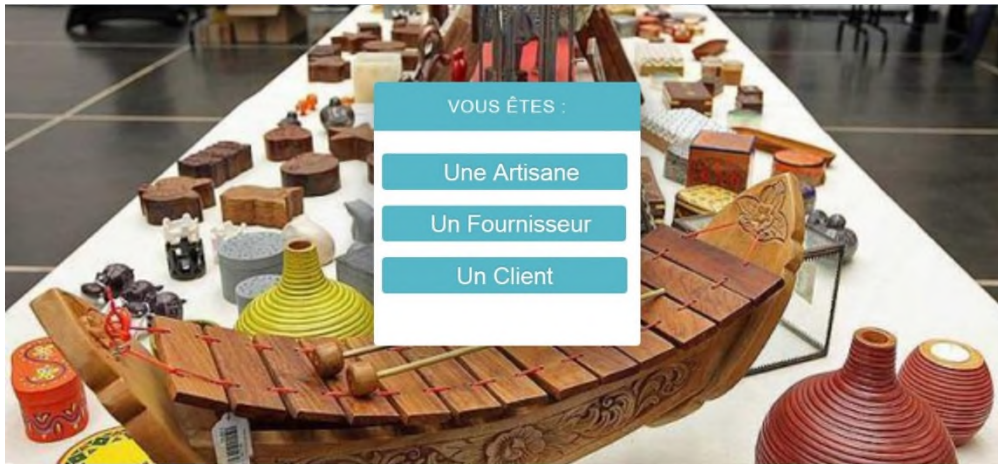 VOUS ÊTES :
Une Artisane
Un Fournisseur
Un Client